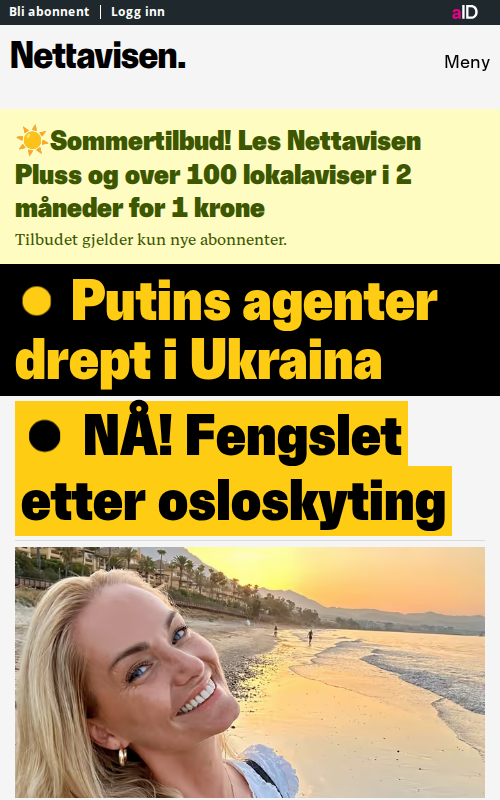 Bli abonnent | Logg inn
aID
Nettavisen.
Meny
☀️Sommertilbud! Les Nettavisen
Pluss og over 100 lokalaviser i 2
måneder for 1 krone
Tilbudet gjelder kun nye abonnenter.
● Putins agenter
drept i Ukraina
● NÅ! Fengslet
etter osloskyting